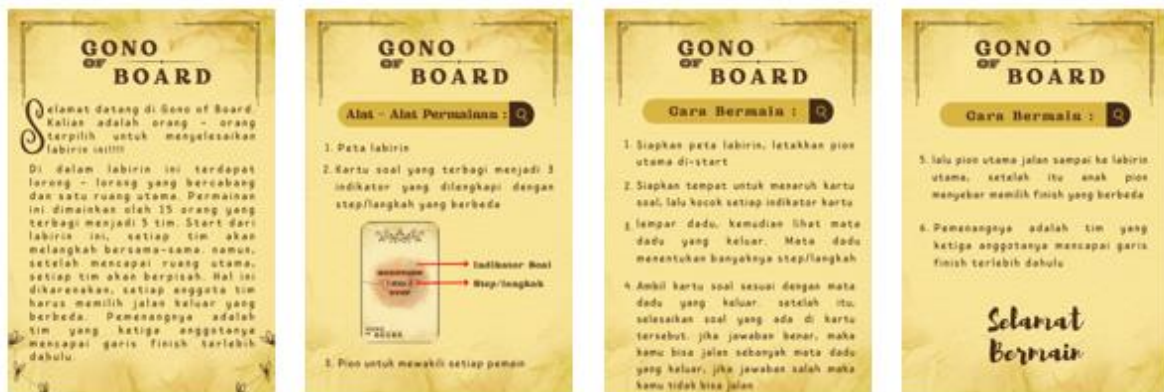 GONO
OF
BOARD
Selamat datang di Gono of Board.
Kalian adalah orang - orang
terpilih untuk menyelesaikan
labirin ini!!!!
Di dalam labirin ini terdapat
lorong - lorong yang bercabang
dan satu ruang utama. Permainan
ini dimainkan oleh 15 orang yang
terbagi menjadi 5 tim. Start dari
labirin ini, setiap tim akan
melangkah bersama-sama. namun,
setelah mencapai ruang utama,
setiap tim akan berpisah. Hal ini
dikarenakan, setiap anggota tim
harus memilih jalan keluar yang
berbeda. Pemenangnya adalah
tim yang ketiga anggotanya
mencapai garis finish terlebih
dahulu.
GONO
OF
BOARD
Alat - Alat Permainan :
1. Peta labirin
2. Kartu soal yang terbagi menjadi 3
indikator yang dilengkapi dengan
step/langkah yang berbeda
Indikator Soal
Step/langkah
GONO
OF BOARD
3. Pion untuk mewakili setiap pemain
GONO
OF
BOARD
Cara Bermain :
1. Siapkan peta labirin, letakkan pion
utama di-start
2. Siapkan tempat untuk menaruh kartu
soal, lalu kocok setiap indikator kartu
3. lempar dadu, kemudian lihat mata
dadu yang keluar. Mata dadu
menentukan banyaknya step/langkah
4. Ambil kartu soal sesuai dengan mata
dadu yang keluar. setelah itu,
selesaikan soal yang ada di kartu
tersebut. jika jawaban benar, maka
kamu bisa jalan sebanyak mata dadu
yang keluar, jika jawaban salah maka
kamu tidak bisa jalan
GONO
OF
BOARD
Cara Bermain :
5. lalu pion utama jalan sampai ke labirin
utama, setelah itu anak pion
menyebar memilih finish yang berbeda
6. Pemenangnya adalah tim yang
ketiga anggotanya mencapai garis
finish terlebih dahulu
Selamat
Bermain